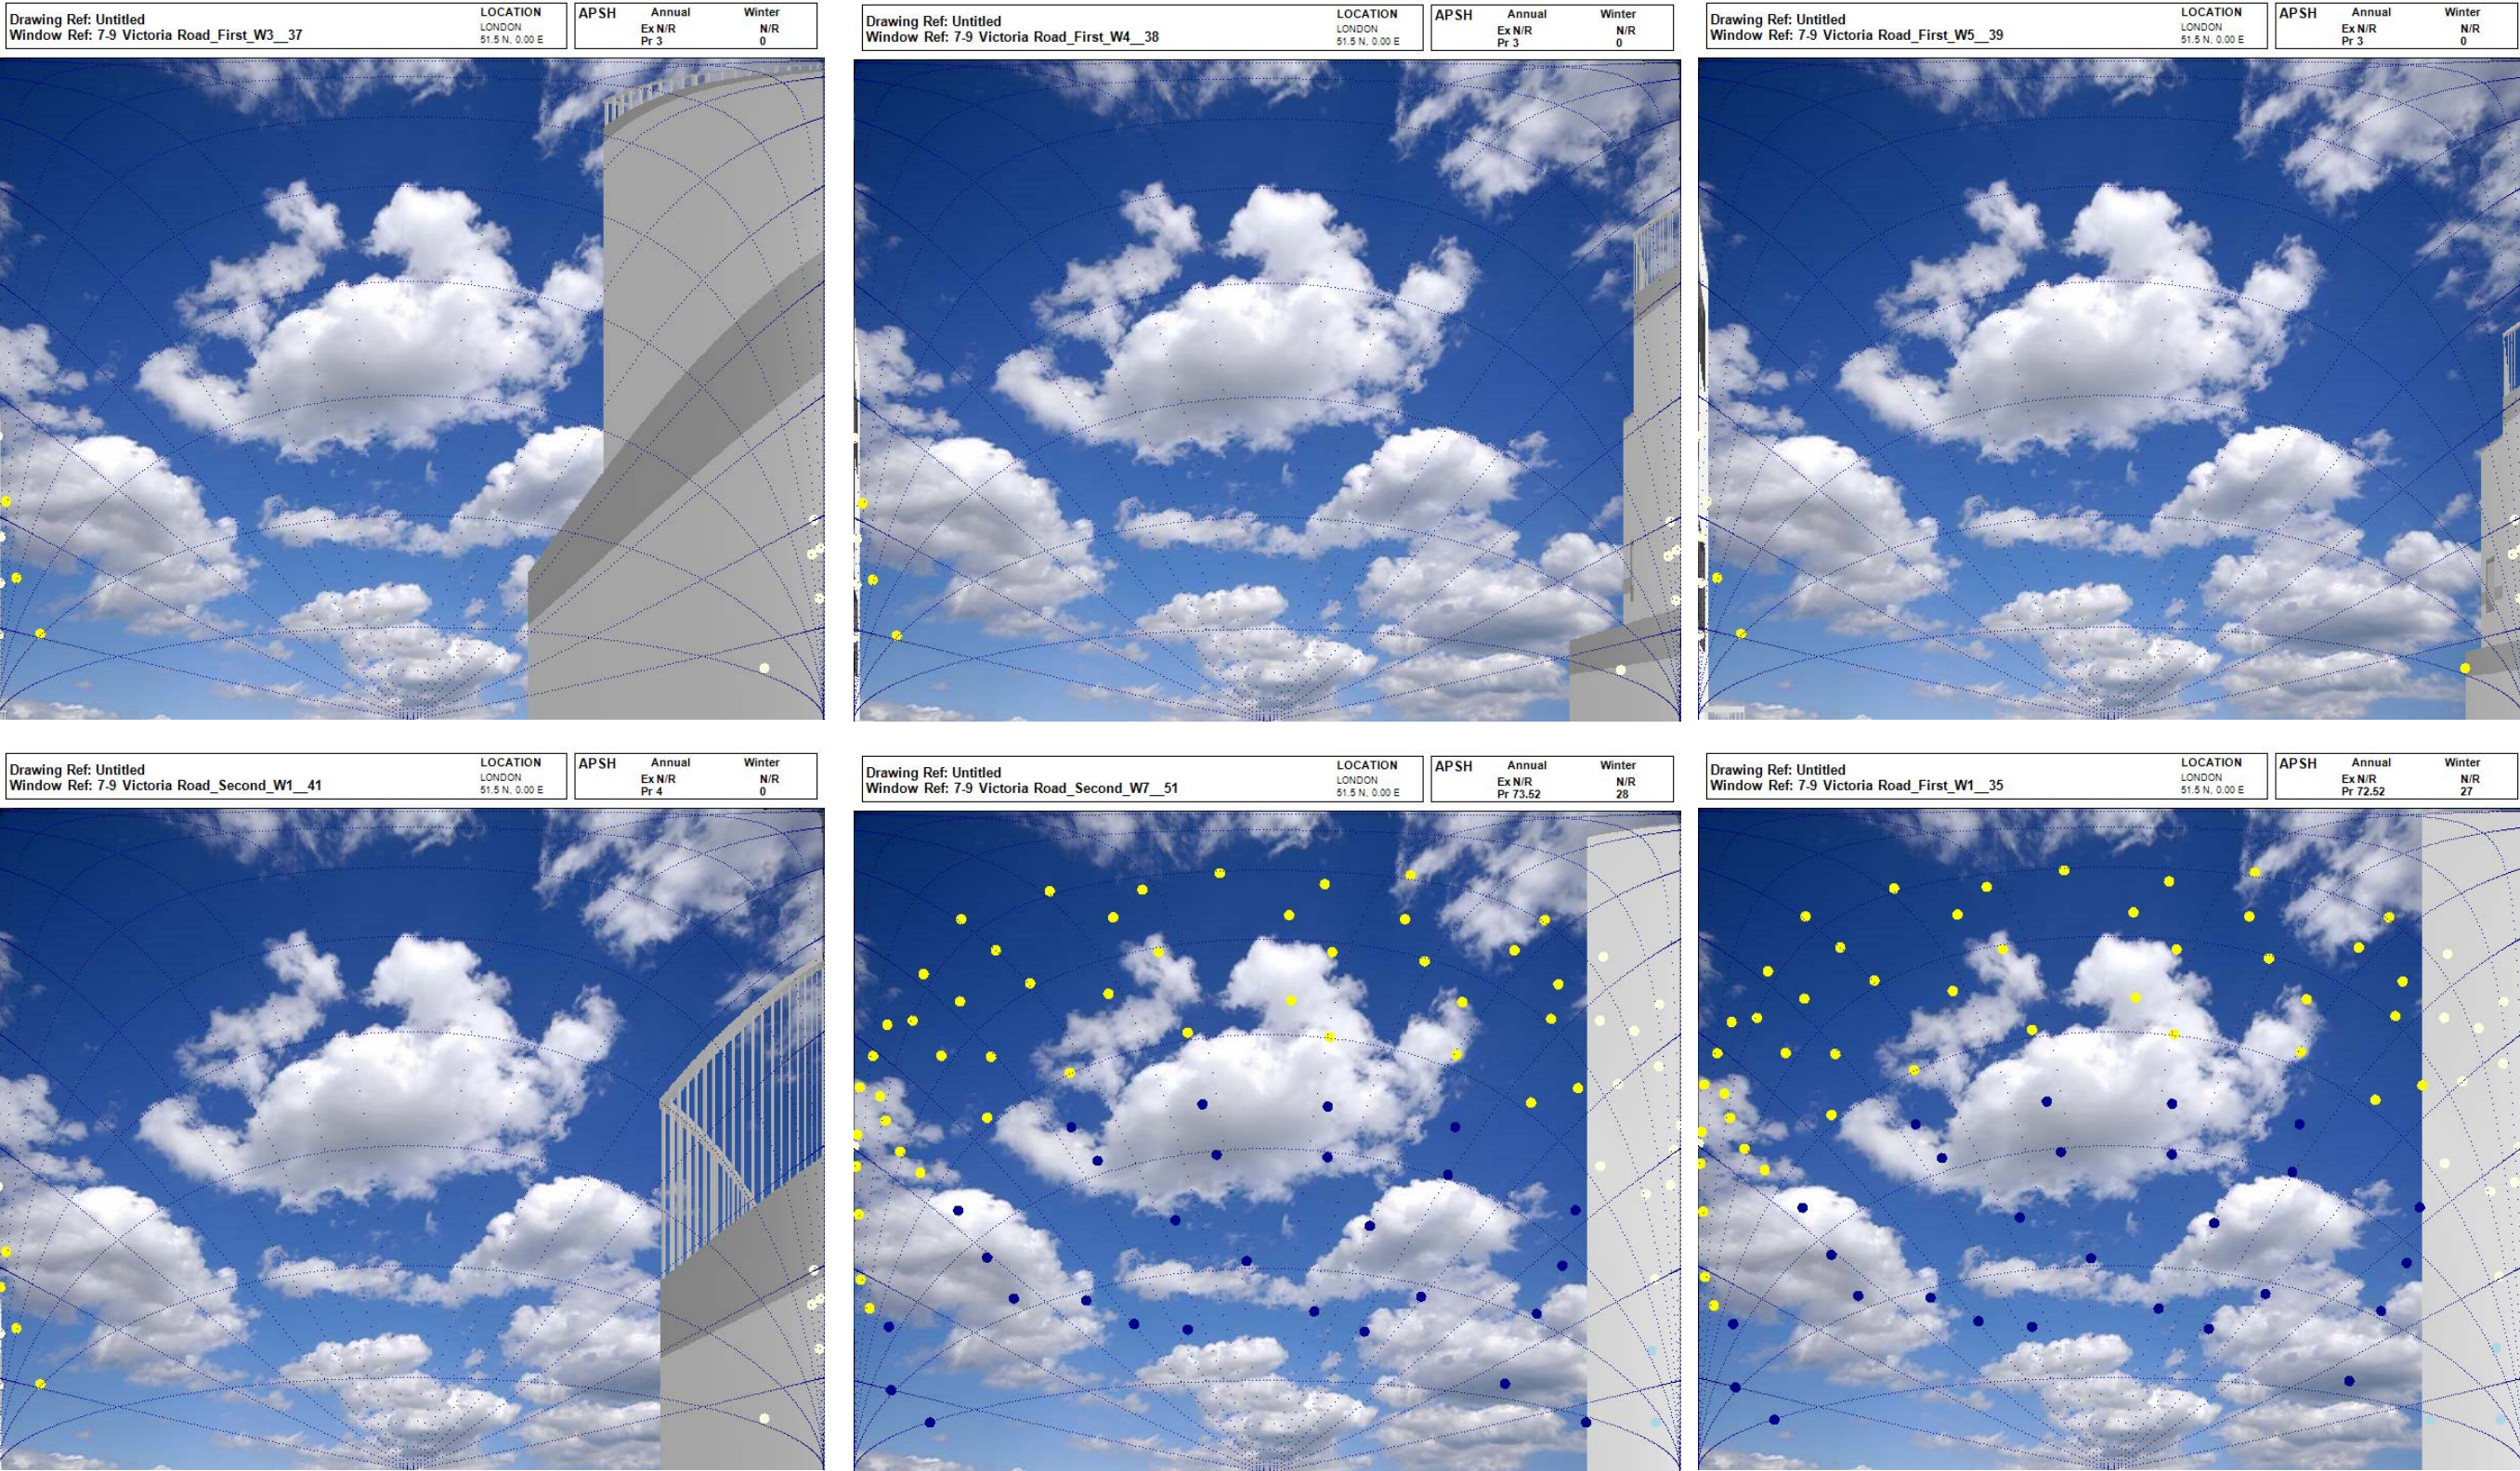 Drawing Ref: Untitled
Window Ref: 7-9 Victoria Road_First_W3__37
LOCATION
LONDON
51.5 N, 0.00 E
APSH Annual Winter
Ex N/R N/R
Pr 3 0
Drawing Ref: Untitled
Window Ref: 7-9 Victoria Road_First_W4__38
LOCATION
LONDON
51.5 N, 0.00 E
APSH Annual Winter
Ex N/R N/R
Pr 3 0
Drawing Ref: Untitled
Window Ref: 7-9 Victoria Road_First_W5__39
LOCATION
LONDON
51.5 N, 0.00 E
APSH Annual Winter
Ex N/R N/R
Pr 3 0
Drawing Ref: Untitled
Window Ref: 7-9 Victoria Road_Second_W1__41
LOCATION
LONDON
51.5 N, 0.00 E
APSH Annual Winter
Ex N/R N/R
Pr 4 0
Drawing Ref: Untitled
Window Ref: 7-9 Victoria Road_Second_W7__51
LOCATION
LONDON
51.5 N, 0.00 E
APSH Annual Winter
Ex N/R N/R
Pr 73.52 28
Drawing Ref: Untitled
Window Ref: 7-9 Victoria Road_First_W1__35
LOCATION
LONDON
51.5 N, 0.00 E
APSH Annual Winter
Ex N/R N/R
Pr 72.52 27